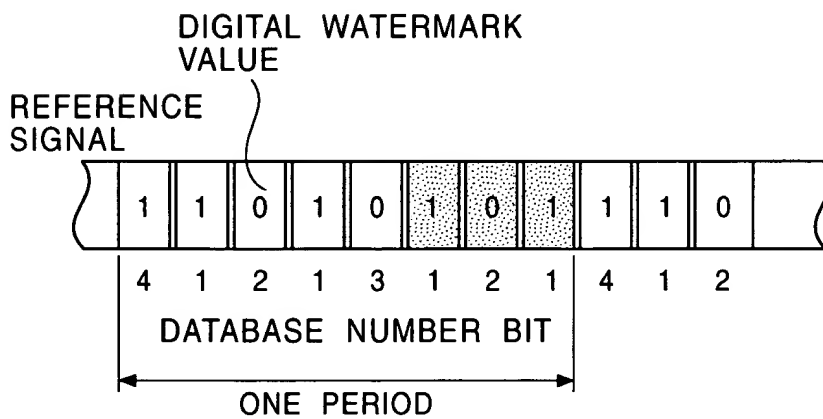 DIGITAL WATERMARK
VALUE
REFERENCE
SIGNAL
1 1 0 1 0 1 0 1 1 1 0
4 1 2 1 3 1 2 1 4 1 2
DATABASE NUMBER BIT
ONE PERIOD